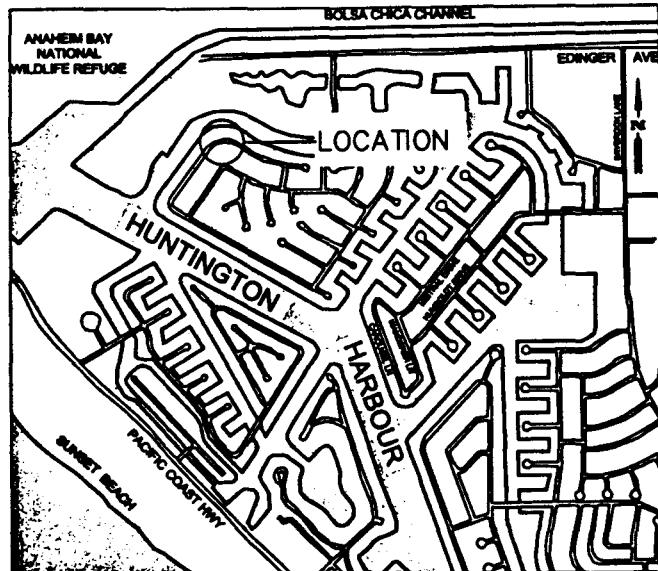 BOLSA CHICA CHANNEL
ANAHEIM BAY
NATIONAL
WILDLIFE REFUGE
EDINGER AVE
N
LOCATION
HUNTINGTON
HARBOUR
SUNSET BEACH
PACIFIC COAST HWY